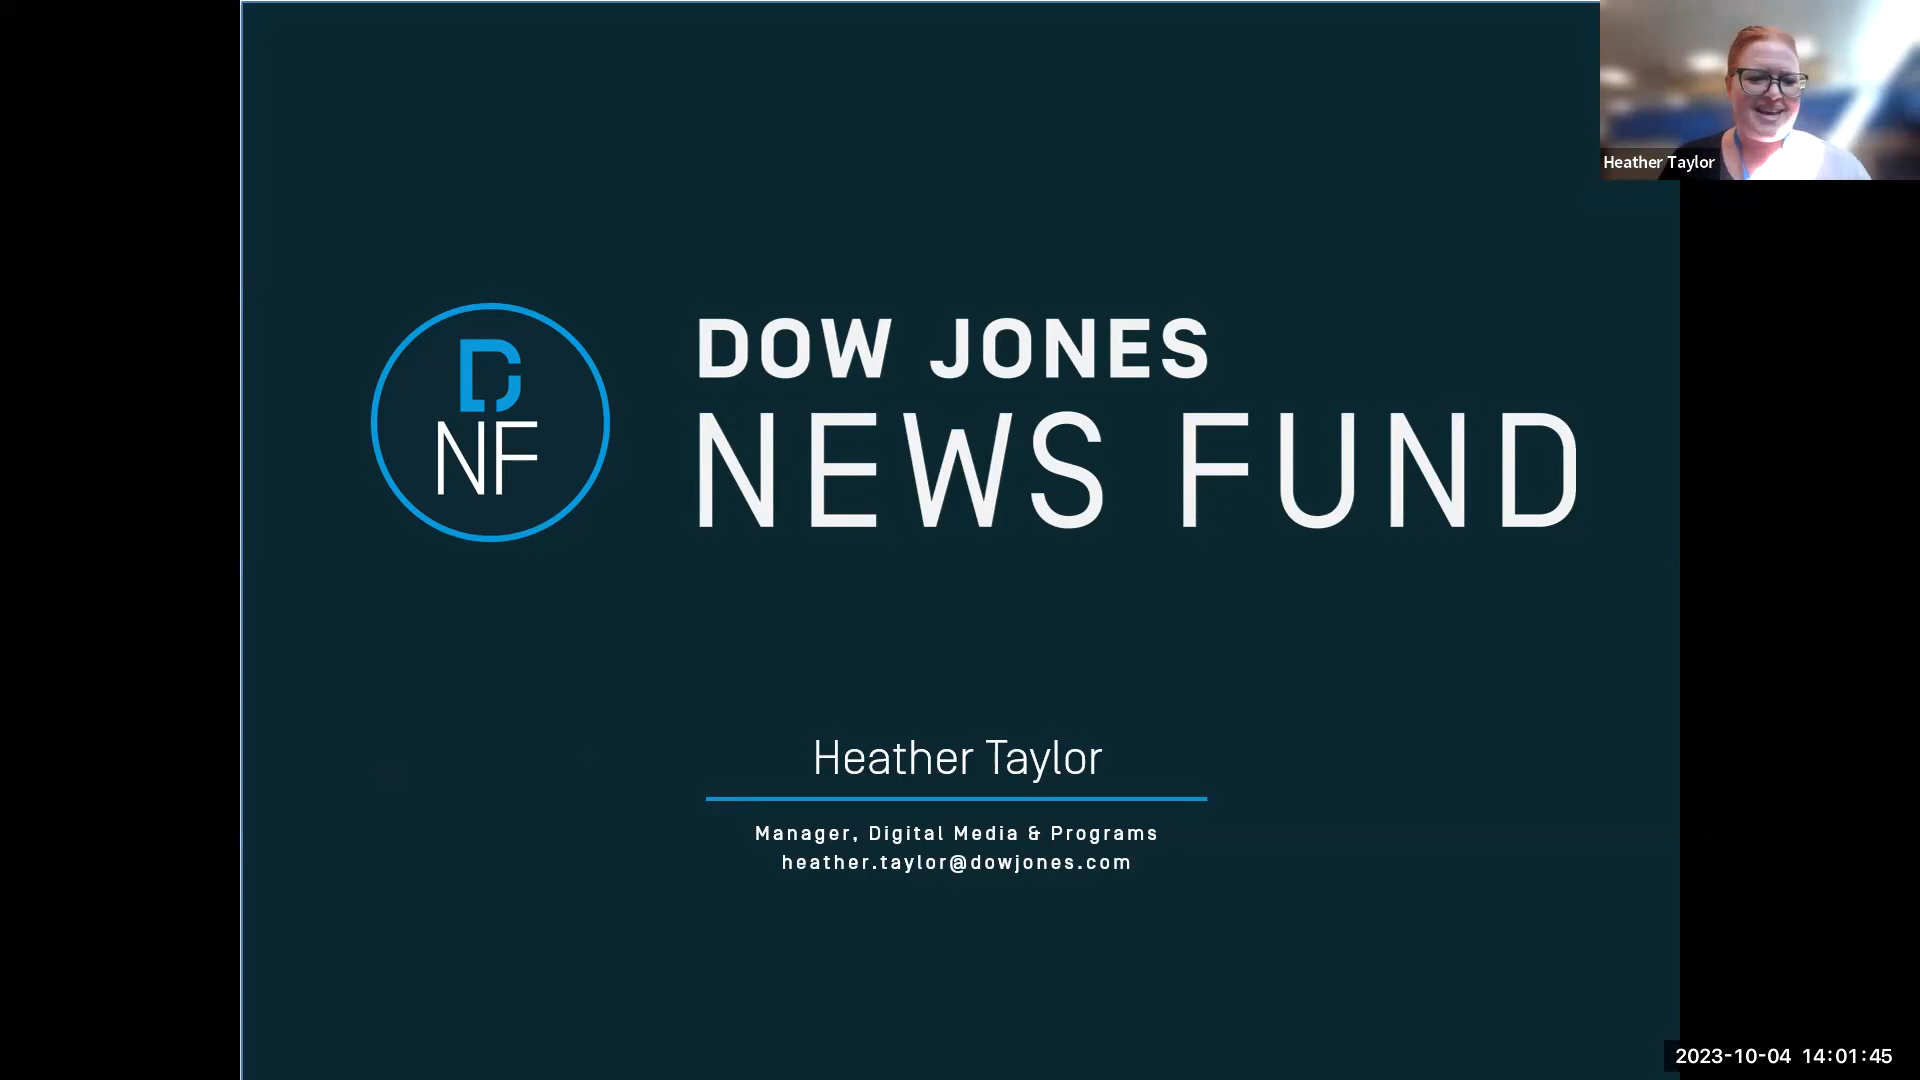 Heather Taylor
D
NF
DOW JONES
NEWS FUND
Heather Taylor
Manager, Digital Media & Programs
heather.taylor@dowjones.com
2023-10-04 14:01:45